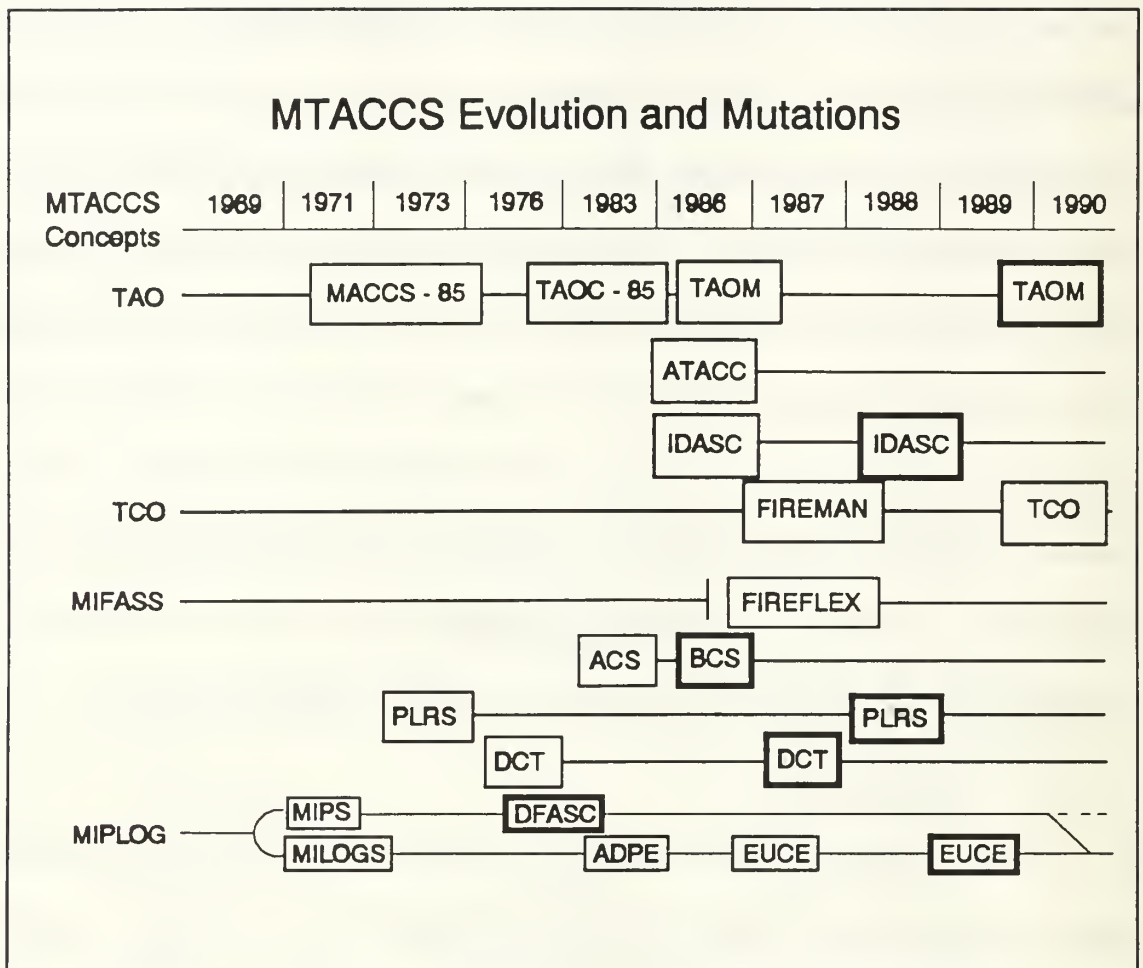 MTACCS Evolution and Mutations
MTACCS Concepts 1969 1971 1973 1976 1983 1986 1987 1988 1989 1990
TAO MACCS - 85 TAOC - 85 TAOM TAOM
ATACC
IDASC IDASC
TCO FIREMAN TCO
MIFASS FIREFLEX
ACS BCS
PLRS PLRS
DCT DCT
MIPS DFASC
MIPLOG
MILOGS ADPE EUCE EUCE